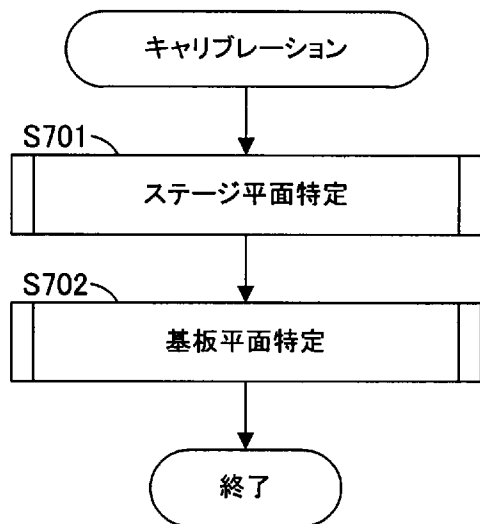 キャリブレーション
S701
ステージ平面特定
S702
基板平面特定
終了